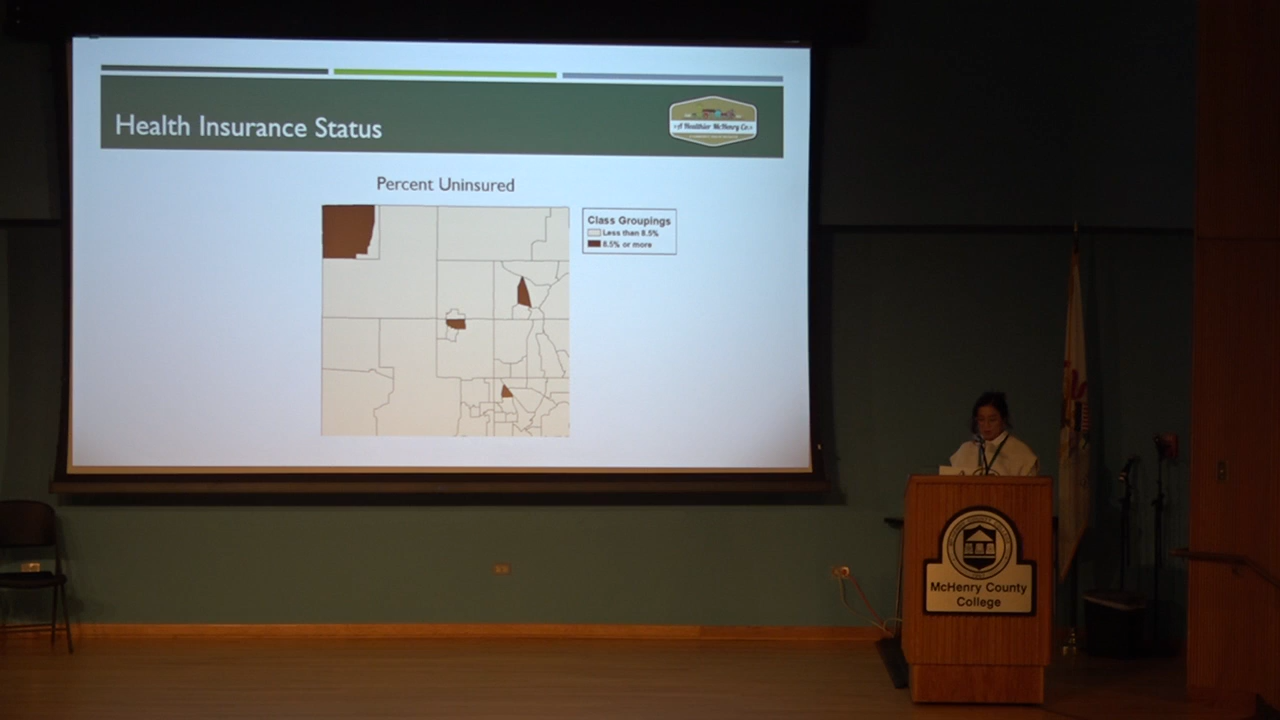 Health Insurance Status
A Healthier McHenry Co.
Percent Uninsured
Class Groupings
Less than 8.5%
8.5% or more
McHenry County
College